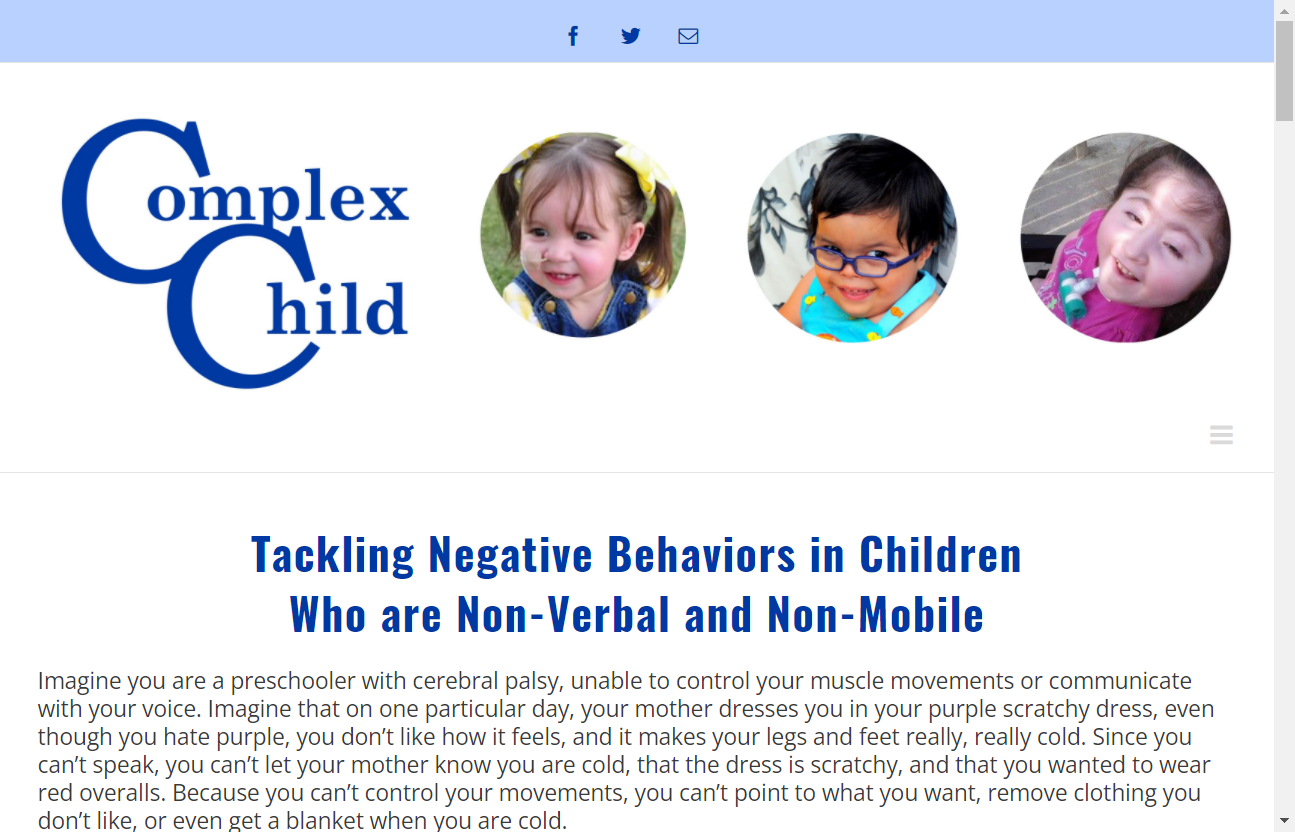 Complex
Child
Tackling Negative Behaviors in Children
Who are Non-Verbal and Non-Mobile
Imagine you are a preschooler with cerebral palsy, unable to control your muscle movements or communicate
with your voice. Imagine that on one particular day, your mother dresses you in your purple scratchy dress, even
though you hate purple, you don’t like how it feels, and it makes your legs and feet really, really cold. Since you
can’t speak, you can’t let your mother know you are cold, that the dress is scratchy, and that you wanted to wear
red overalls. Because you can’t control your movements, you can’t point to what you want, remove clothing you
don’t like, or even get a blanket when you are cold.